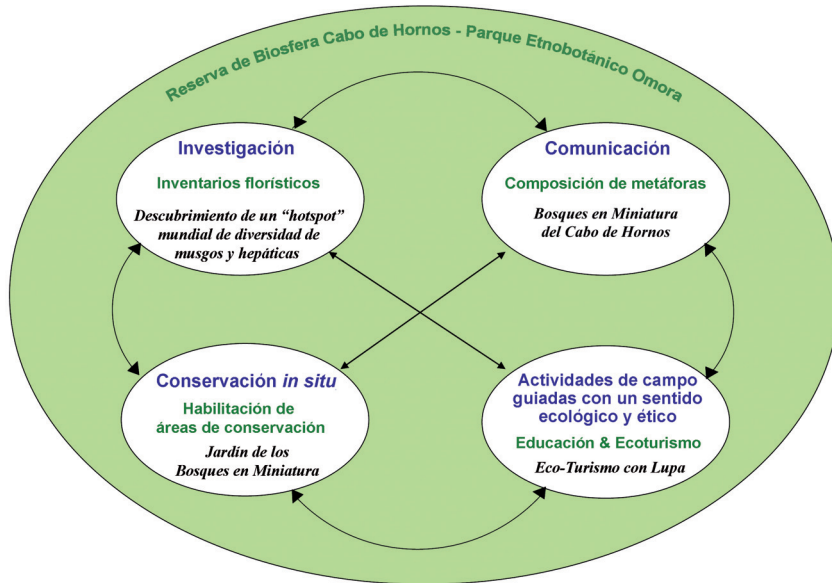 Reserva de Biosfera Cabo de Hornos - Parque Etnobotánico Omora
Investigación
Inventarios florísticos
Descubrimiento de un “hotspot”
mundial de diversidad de
musgos y hepáticas
Comunicación
Composición de metáforas
Bosques en Miniatura
del Cabo de Hornos
Conservación in situ
Habilitación de
áreas de conservación
Jardín de los
Bosques en Miniatura
Actividades de campo
guiadas con un sentido
ecológico y ético
Educación & Ecoturismo
Eco-Turismo con Lupa